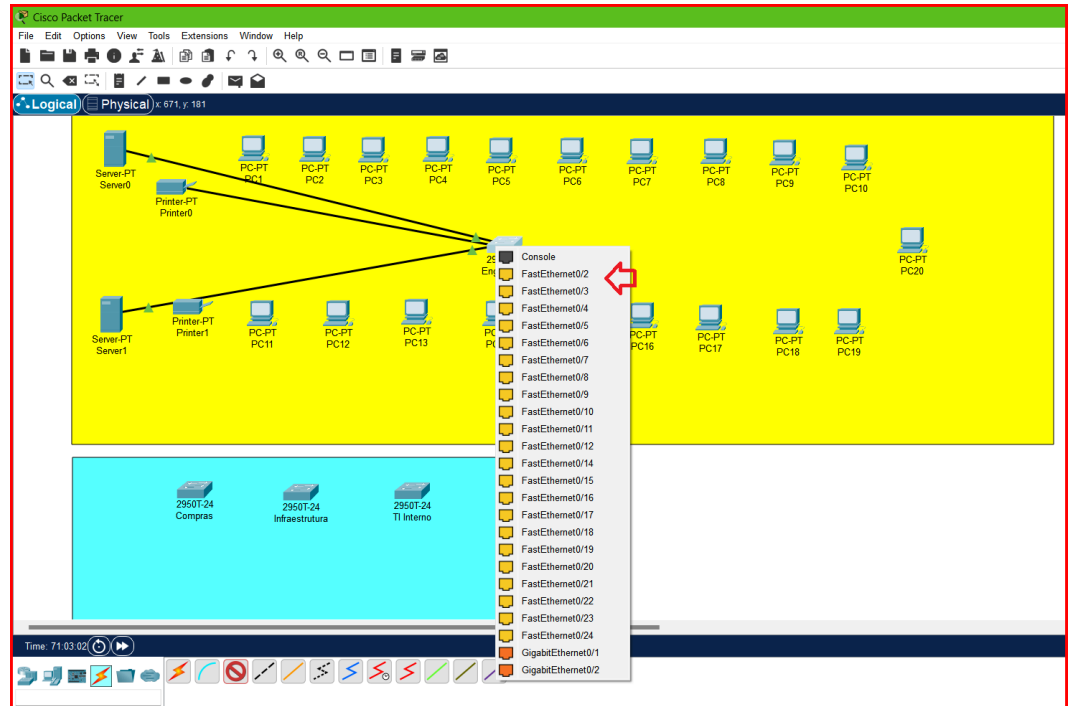 Cisco Packet Tracer
File Edit Options View Tools Extensions Window Help
Logical Physical x: 671, y: 181
Server-PT
Server0
Printer-PT
Printer0
PC-PT
PC1
PC-PT
PC2
PC-PT
PC3
PC-PT
PC4
PC-PT
PC5
PC-PT
PC6
PC-PT
PC7
PC-PT
PC8
PC-PT
PC9
PC-PT
PC10
PC-PT
PC20
Server-PT
Server1
Printer-PT
Printer1
PC-PT
PC11
PC-PT
PC12
PC-PT
PC13
PC-PT
PC16
PC-PT
PC17
PC-PT
PC18
PC-PT
PC19
Console
FastEthernet0/2
FastEthernet0/3
FastEthernet0/4
FastEthernet0/5
FastEthernet0/6
FastEthernet0/7
FastEthernet0/8
FastEthernet0/9
FastEthernet0/10
FastEthernet0/11
FastEthernet0/12
FastEthernet0/14
FastEthernet0/15
FastEthernet0/16
FastEthernet0/17
FastEthernet0/18
FastEthernet0/19
FastEthernet0/20
FastEthernet0/21
FastEthernet0/22
FastEthernet0/23
FastEthernet0/24
GigabitEthernet0/1
GigabitEthernet0/2
2950T-24
Compras
2950T-24
Infraestrutura
2950T-24
TI Interno
Time: 71:03:02